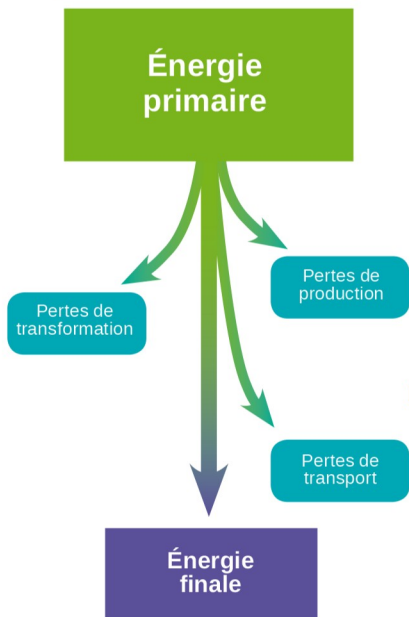 Énergie
primaire
Pertes de
production
Pertes de
transformation
Pertes de
transport
Énergie
finale